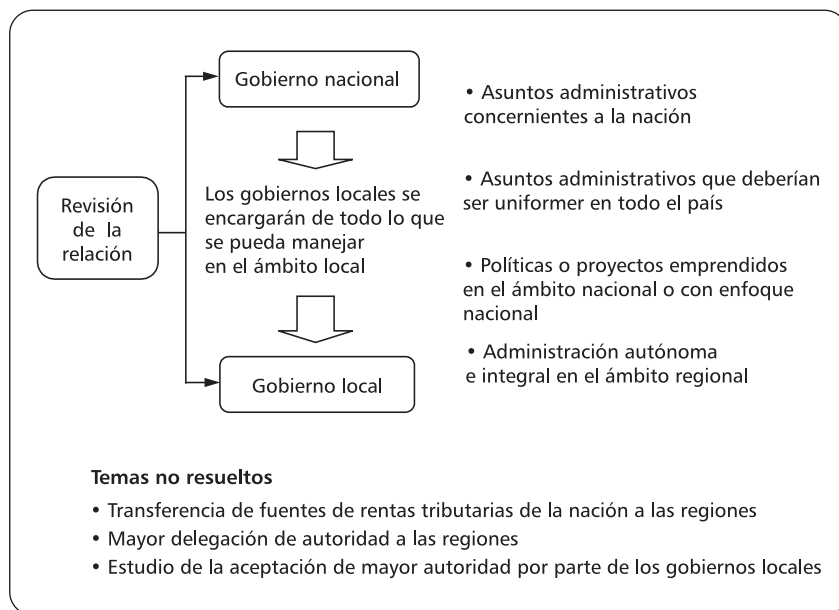 Gobierno nacional
Revisión
de la
relación
Los gobiernos locales se
encargarán de todo lo que
se pueda manejar
en el ámbito local
Gobierno local
• Asuntos administrativos
concernientes a la nación
• Asuntos administrativos que deberían
ser uniformer en todo el país
• Políticas o proyectos emprendidos
en el ámbito nacional o con enfoque
nacional
• Administración autónoma
e integral en el ámbito regional
Temas no resueltos
• Transferencia de fuentes de rentas tributarias de la nación a las regiones
• Mayor delegación de autoridad a las regiones
• Estudio de la aceptación de mayor autoridad por parte de los gobiernos locales